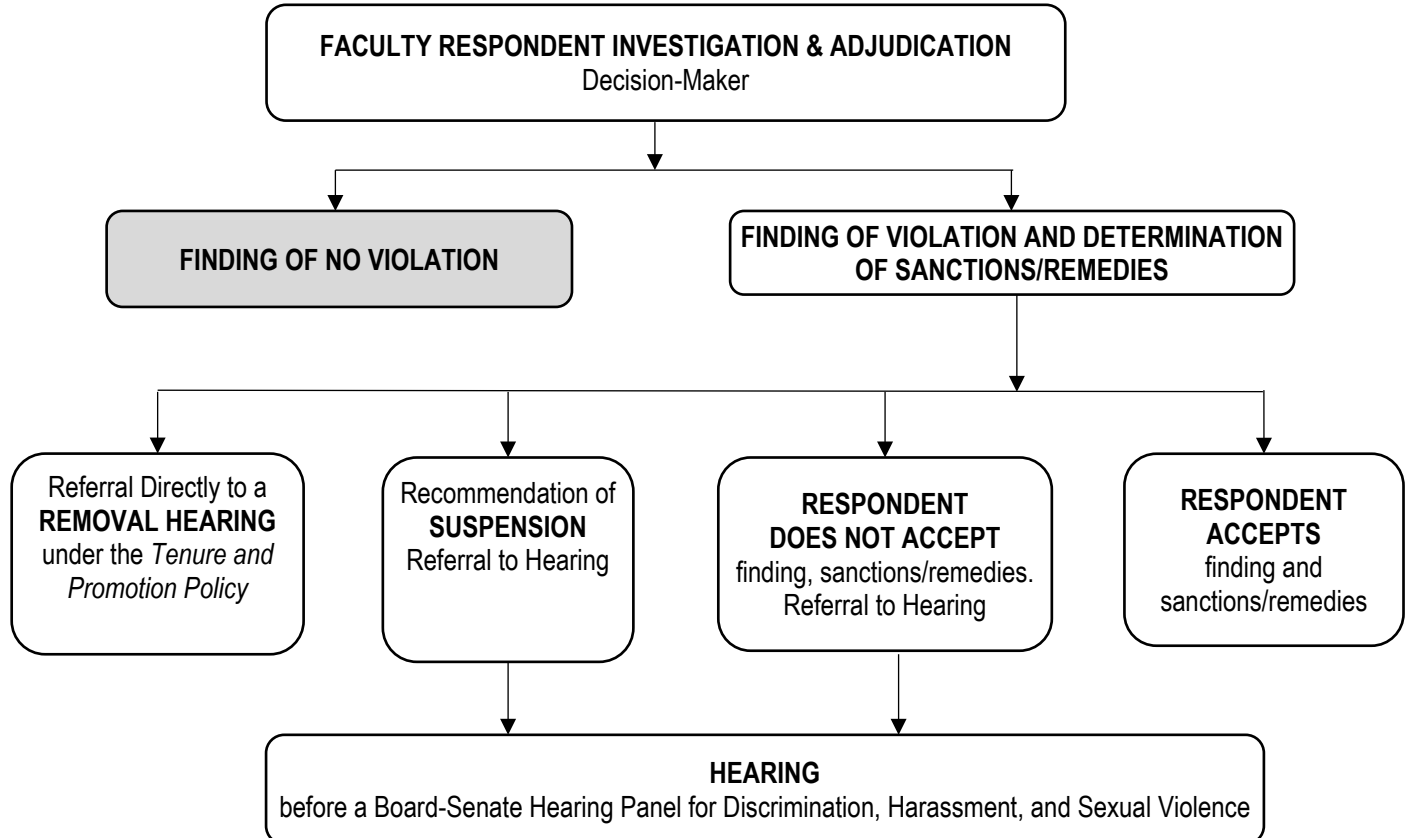 FACULTY RESPONDENT INVESTIGATION & ADJUDICATION
Decision-Maker
FINDING OF NO VIOLATION
FINDING OF VIOLATION AND DETERMINATION
OF SANCTIONS/REMEDIES
Referral Directly to a
REMOVAL HEARING
under the Tenure and
Promotion Policy
Recommendation of
SUSPENSION
Referral to Hearing
RESPONDENT
DOES NOT ACCEPT
finding, sanctions/remedies.
Referral to Hearing
RESPONDENT
ACCEPTS
finding and
sanctions/remedies
HEARING
before a Board-Senate Hearing Panel for Discrimination, Harassment, and Sexual Violence